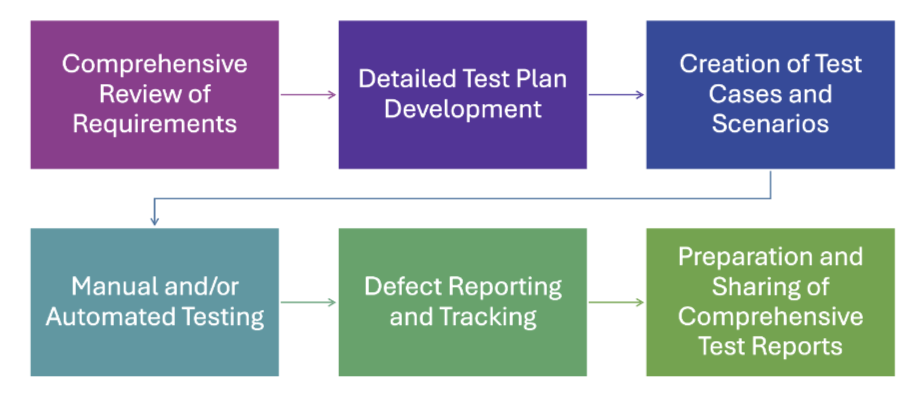 Comprehensive
Review of
Requirements
Detailed Test Plan
Development
Creation of Test
Cases and
Scenarios
Manual and/or
Automated Testing
Defect Reporting
and Tracking
Preparation and
Sharing of
Comprehensive
Test Reports